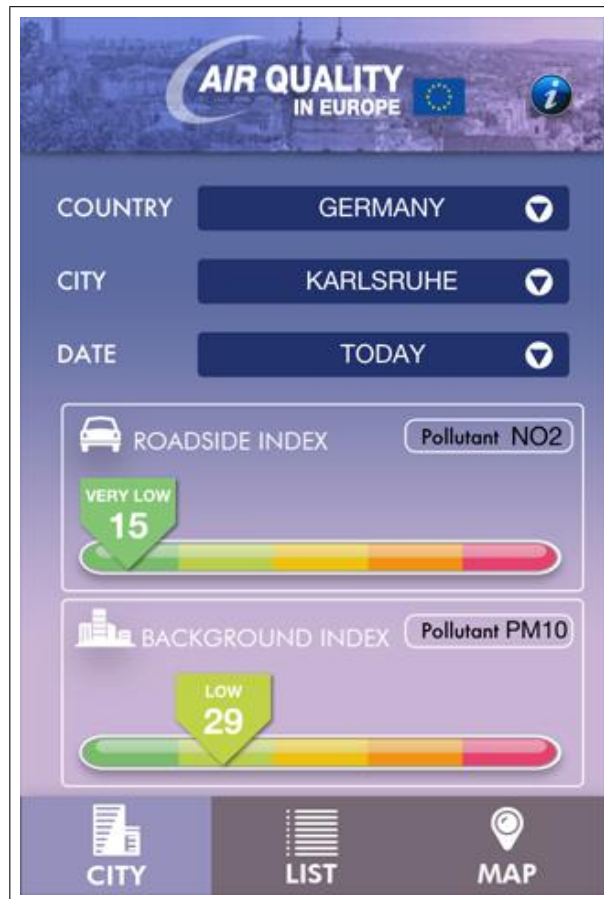 AIR QUALITY
IN EUROPE
i
COUNTRY GERMANY
CITY KARLSRUHE
DATE TODAY
ROADSIDE INDEX Pollutant NO2
VERY LOW
15
BACKGROUND INDEX Pollutant PM10
LOW
29
CITY LIST MAP